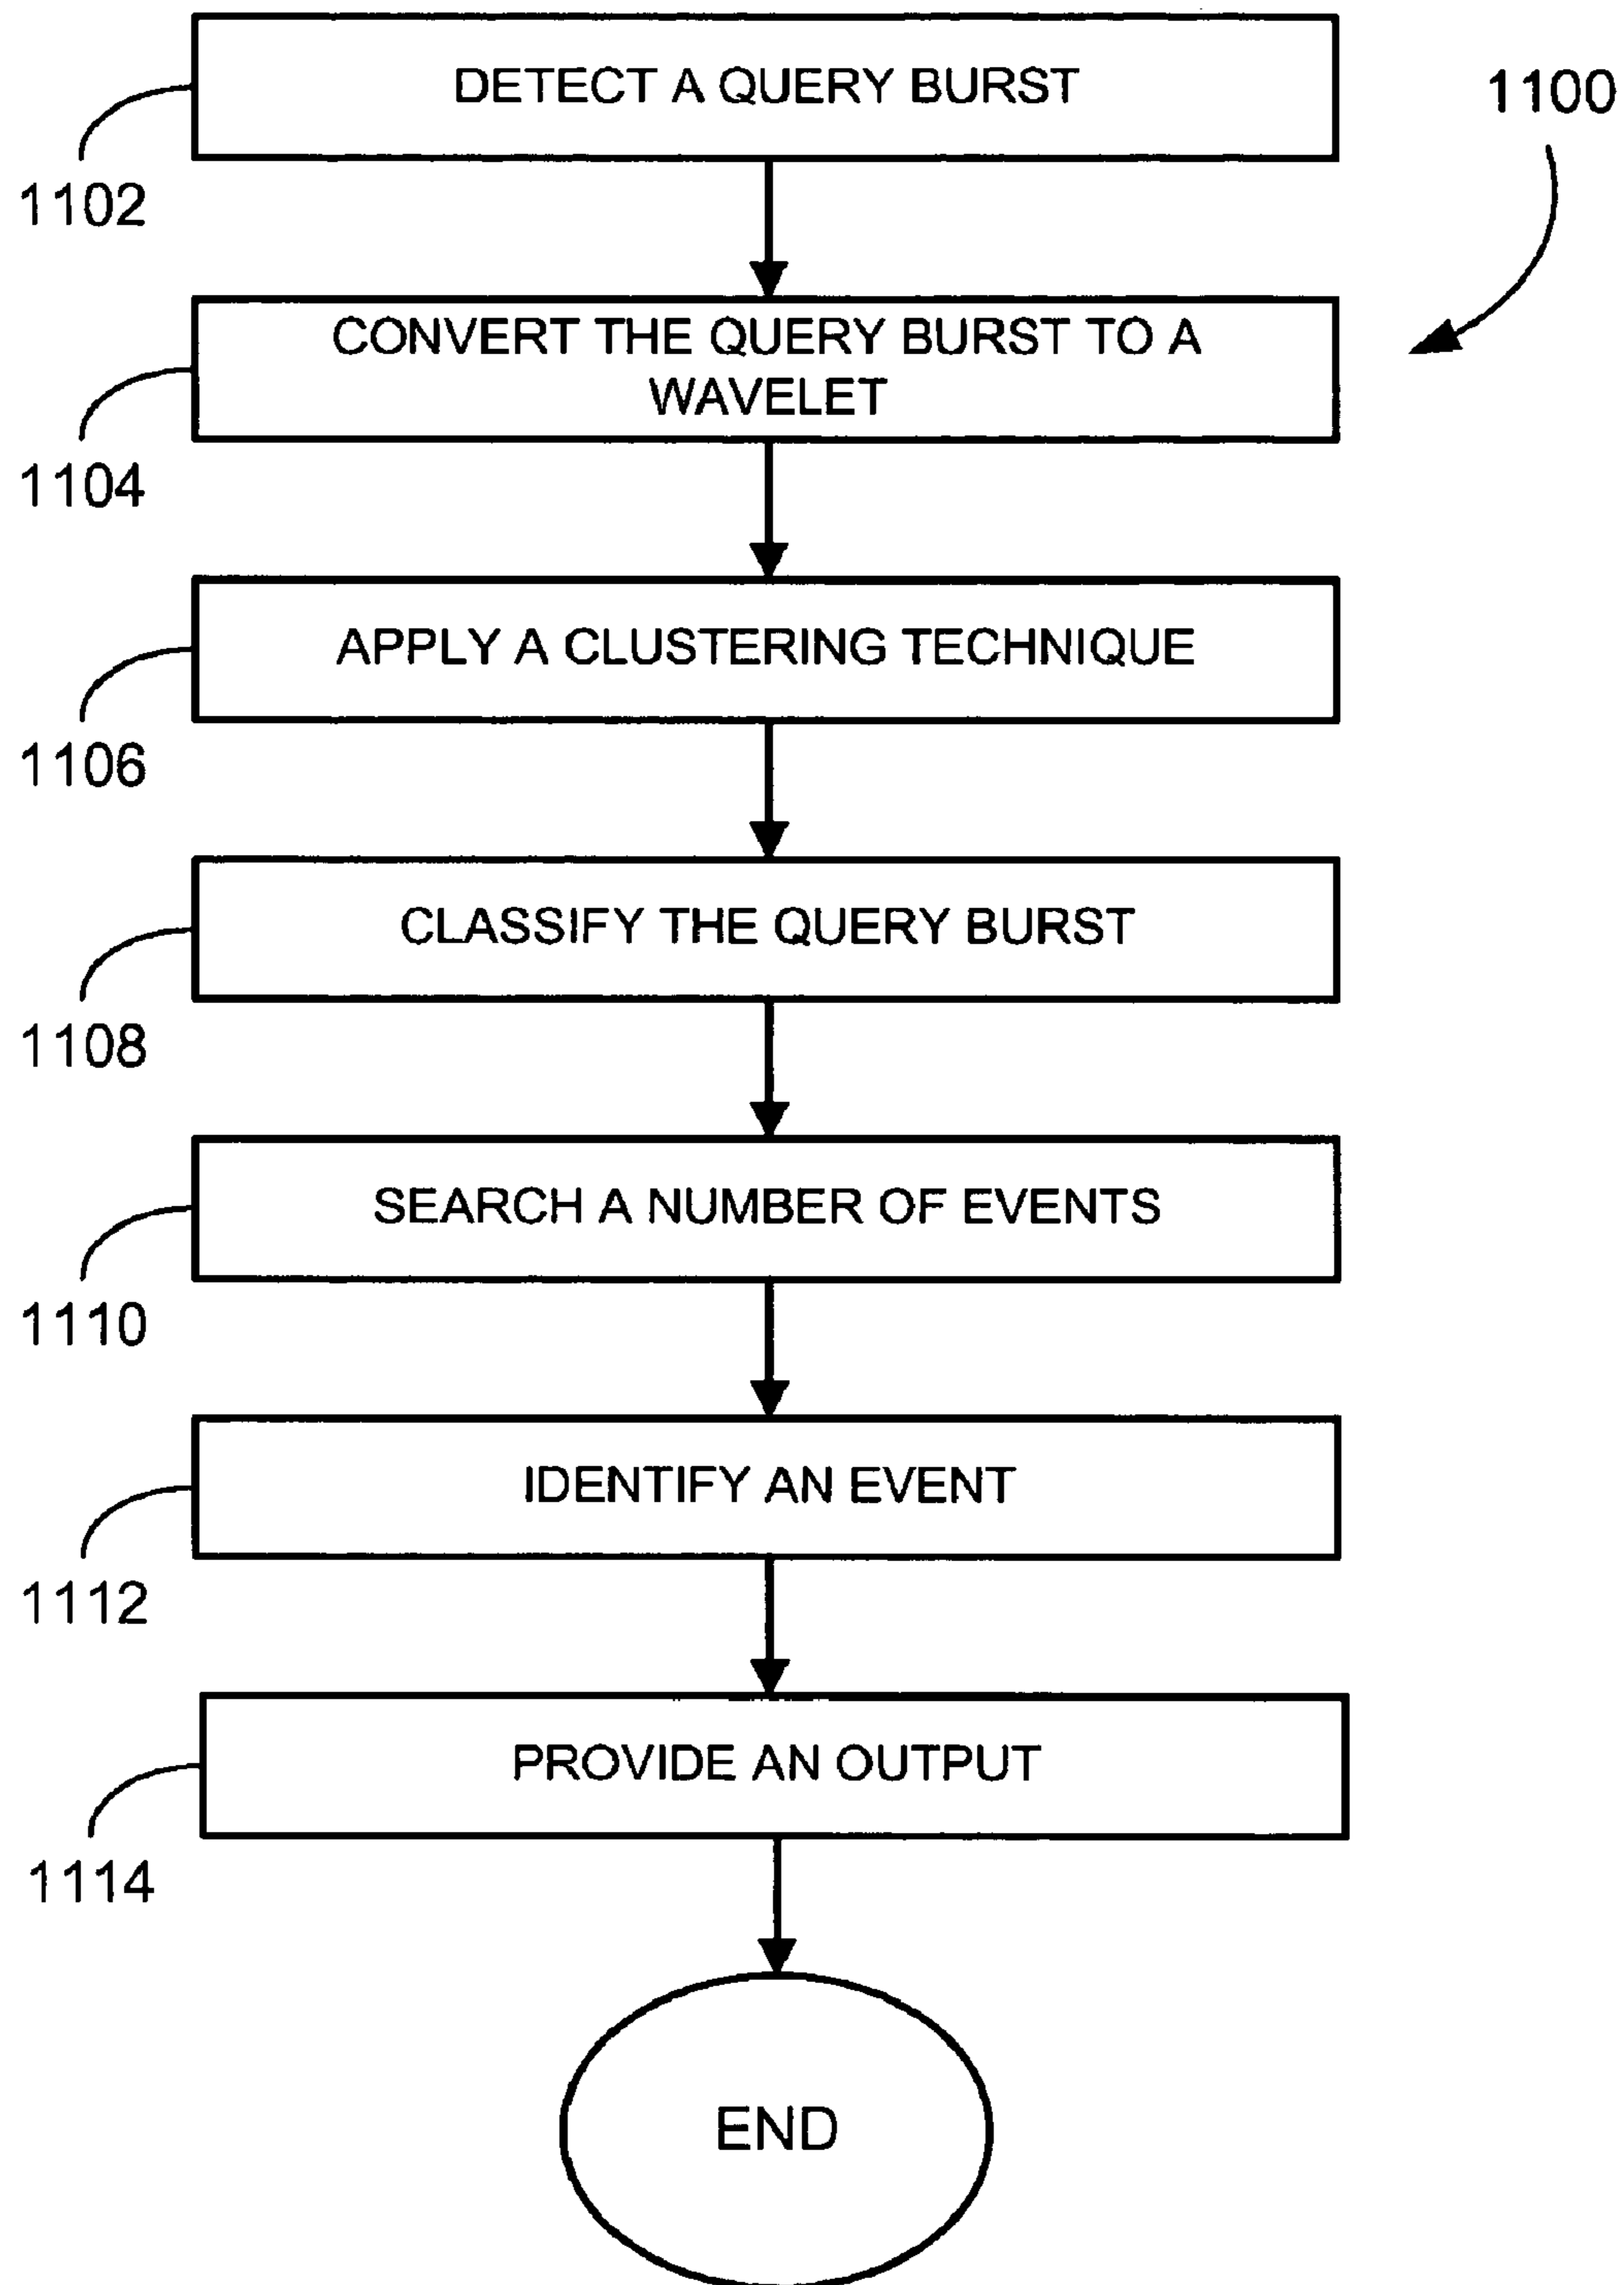 DETECT A QUERY BURST
1100
1102
CONVERT THE QUERY BURST TO A
WAVELET
1104
APPLY A CLUSTERING TECHNIQUE
1106
CLASSIFY THE QUERY BURST
1108
SEARCH A NUMBER OF EVENTS
1110
IDENTIFY AN EVENT
1112
PROVIDE AN OUTPUT
1114
END